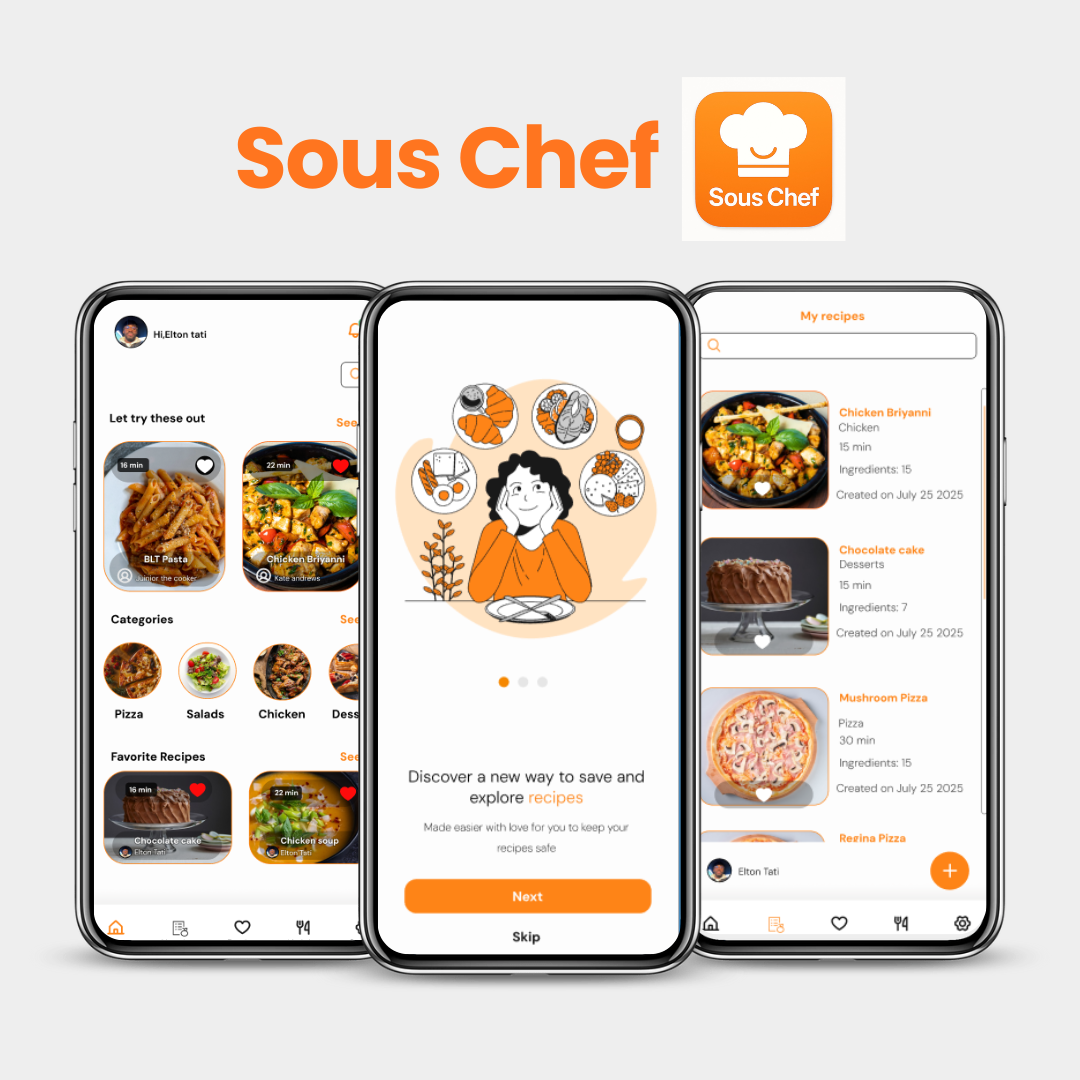 Sous Chef
Sous Chef
Hi,Elton tati
Let try these out
See
16 min
22 min
BLT Pasta
Juinior the cooker
Chicken Briyanni
Kate andrews
Categories
See
Pizza
Salads
Chicken
Dess
Favorite Recipes
See
16 min
22 min
Chocolate cake
Elton Tati
Chicken soup
Elton Tati
Discover a new way to save and
explore recipes
Made easier with love for you to keep your
recipes safe
Next
Skip
My recipes
Chicken Briyanni
Chicken
15 min
Ingredients: 15
Created on July 25 2025
Chocolate cake
Desserts
15 min
Ingredients: 7
Created on July 25 2025
Mushroom Pizza
Pizza
30 min
Ingredients: 15
Created on July 25 2025
Regina Pizza
Elton Tati